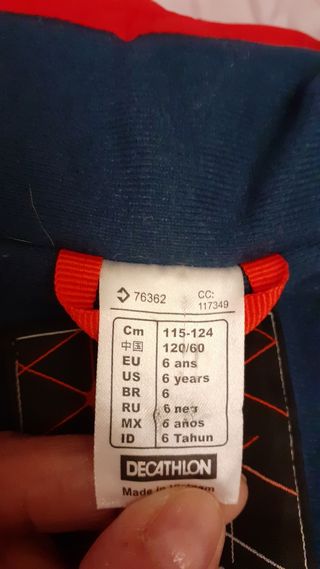 76362 CC: 117349
Cm 115-124
中国 120/60
EU 6 ans
US 6 years
BR 6
RU 6 лет
MX 6 años
ID 6 Tahun
DECATHLON
Made in Vietnam